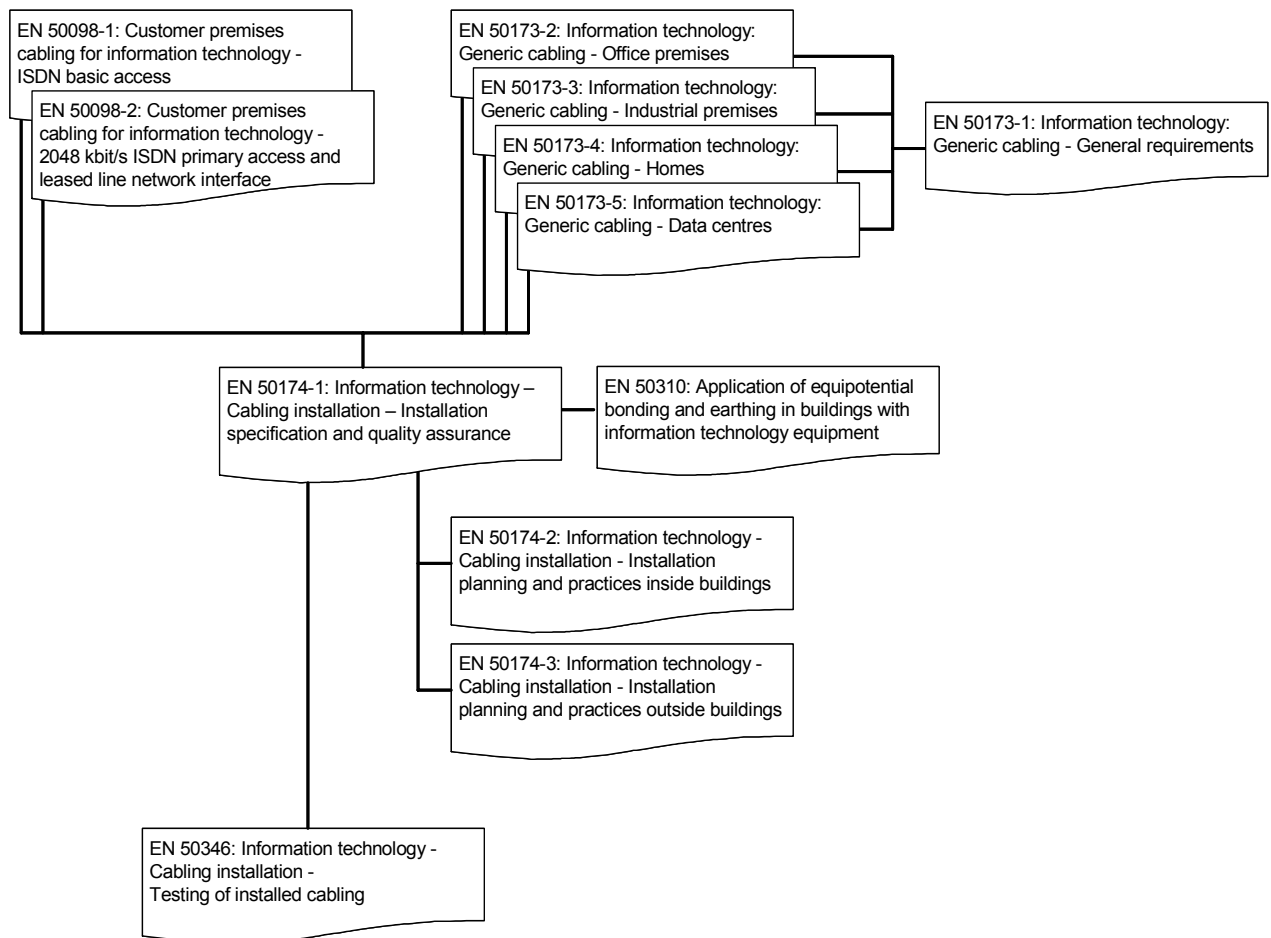 EN 50098-1: Customer premises
cabling for information technology -
ISDN basic access
EN 50098-2: Customer premises
cabling for information technology -
2048 kbit/s ISDN primary access and
leased line network interface
EN 50173-2: Information technology:
Generic cabling - Office premises
EN 50173-3: Information technology:
Generic cabling - Industrial premises
EN 50173-4: Information technology:
Generic cabling - Homes
EN 50173-5: Information technology:
Generic cabling - Data centres
EN 50173-1: Information technology:
Generic cabling - General requirements
EN 50174-1: Information technology –
Cabling installation – Installation
specification and quality assurance
EN 50310: Application of equipotential
bonding and earthing in buildings with
information technology equipment
EN 50174-2: Information technology -
Cabling installation - Installation
planning and practices inside buildings
EN 50174-3: Information technology -
Cabling installation - Installation
planning and practices outside buildings
EN 50346: Information technology -
Cabling installation -
Testing of installed cabling